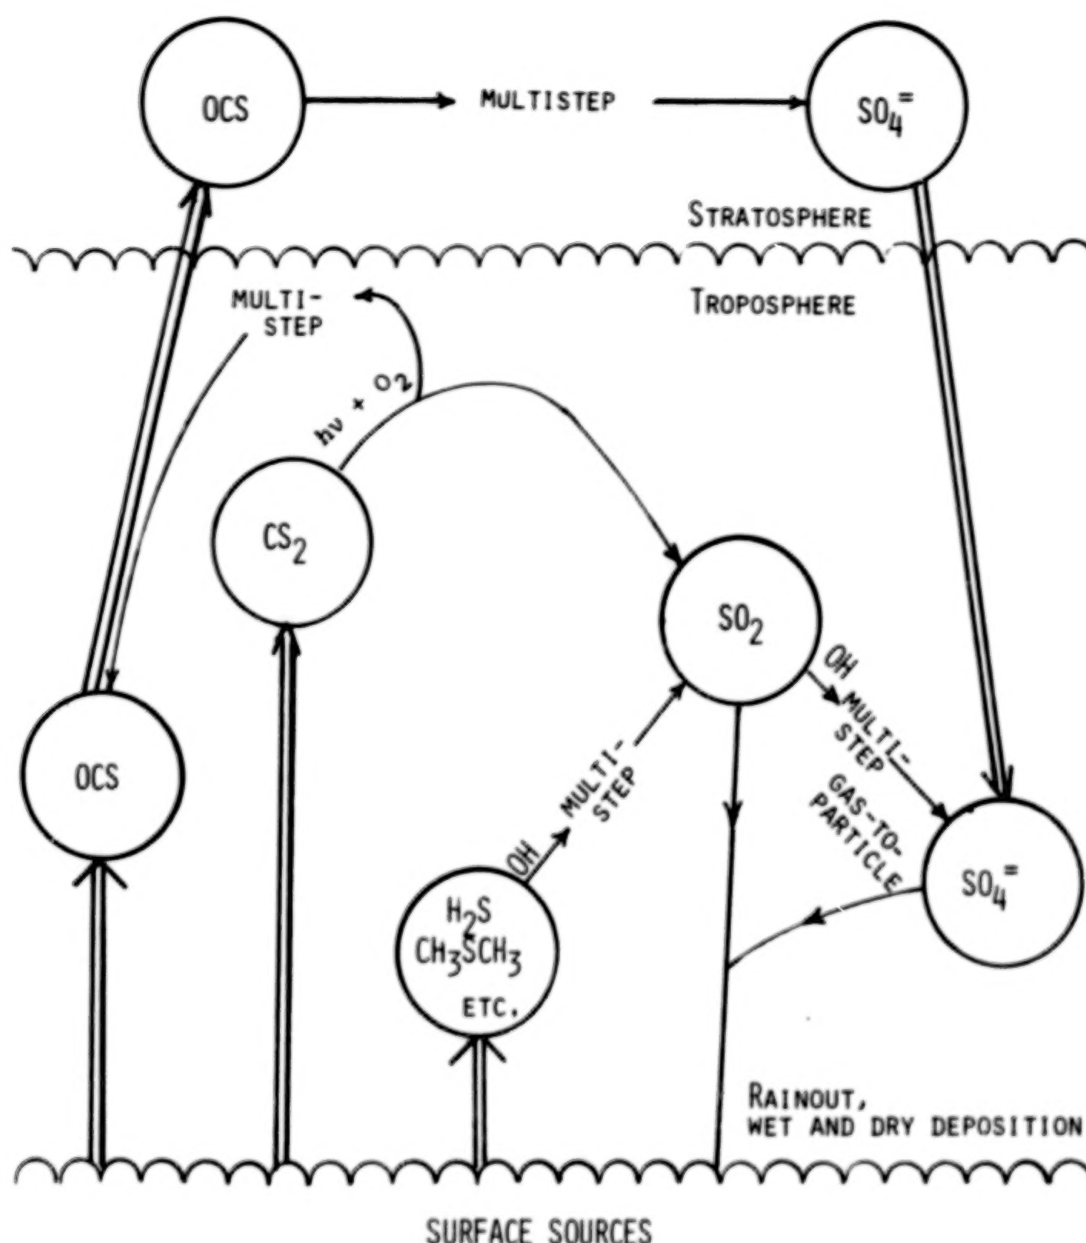 OCS
MULTISTEP
SO4=
STRATOSPHERE
TROPOSPHERE
MULTI-
STEP
hν + O2
CS2
SO2
OH
MULTI-
STEP
GAS-TO-
PARTICLE
OCS
OH
MULTI-
STEP
SO4=
H2S
CH3SCH3
ETC.
RAINOUT,
WET AND DRY DEPOSITION
SURFACE SOURCES